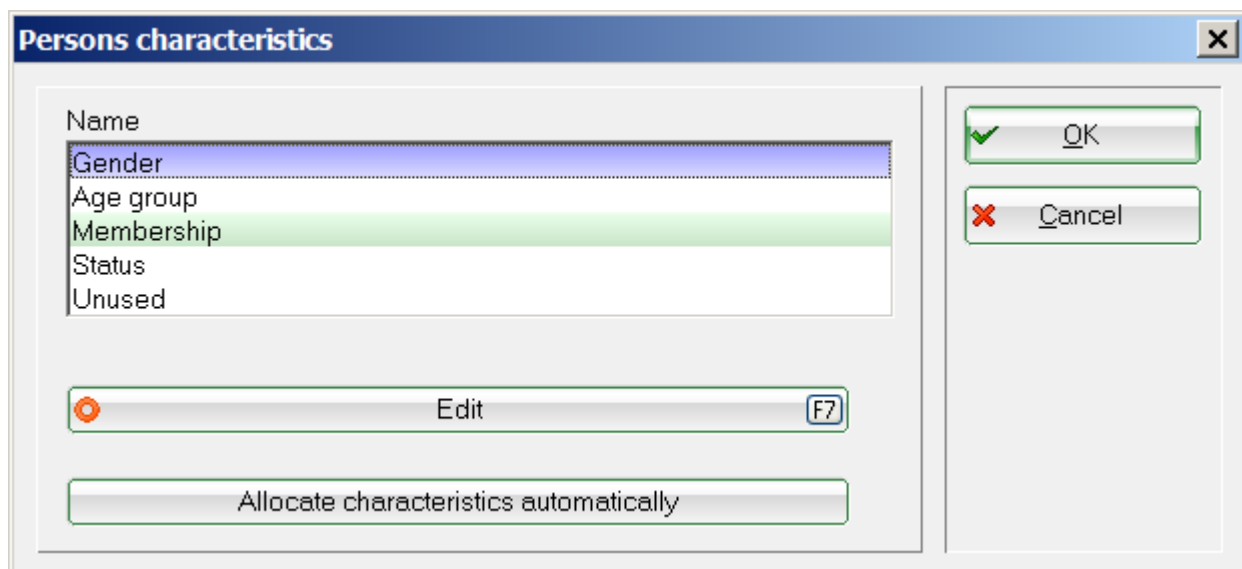 Persons characteristics
Name
Gender
Age group
Membership
Status
Unused
Edit F7
Allocate characteristics automatically
OK
Cancel